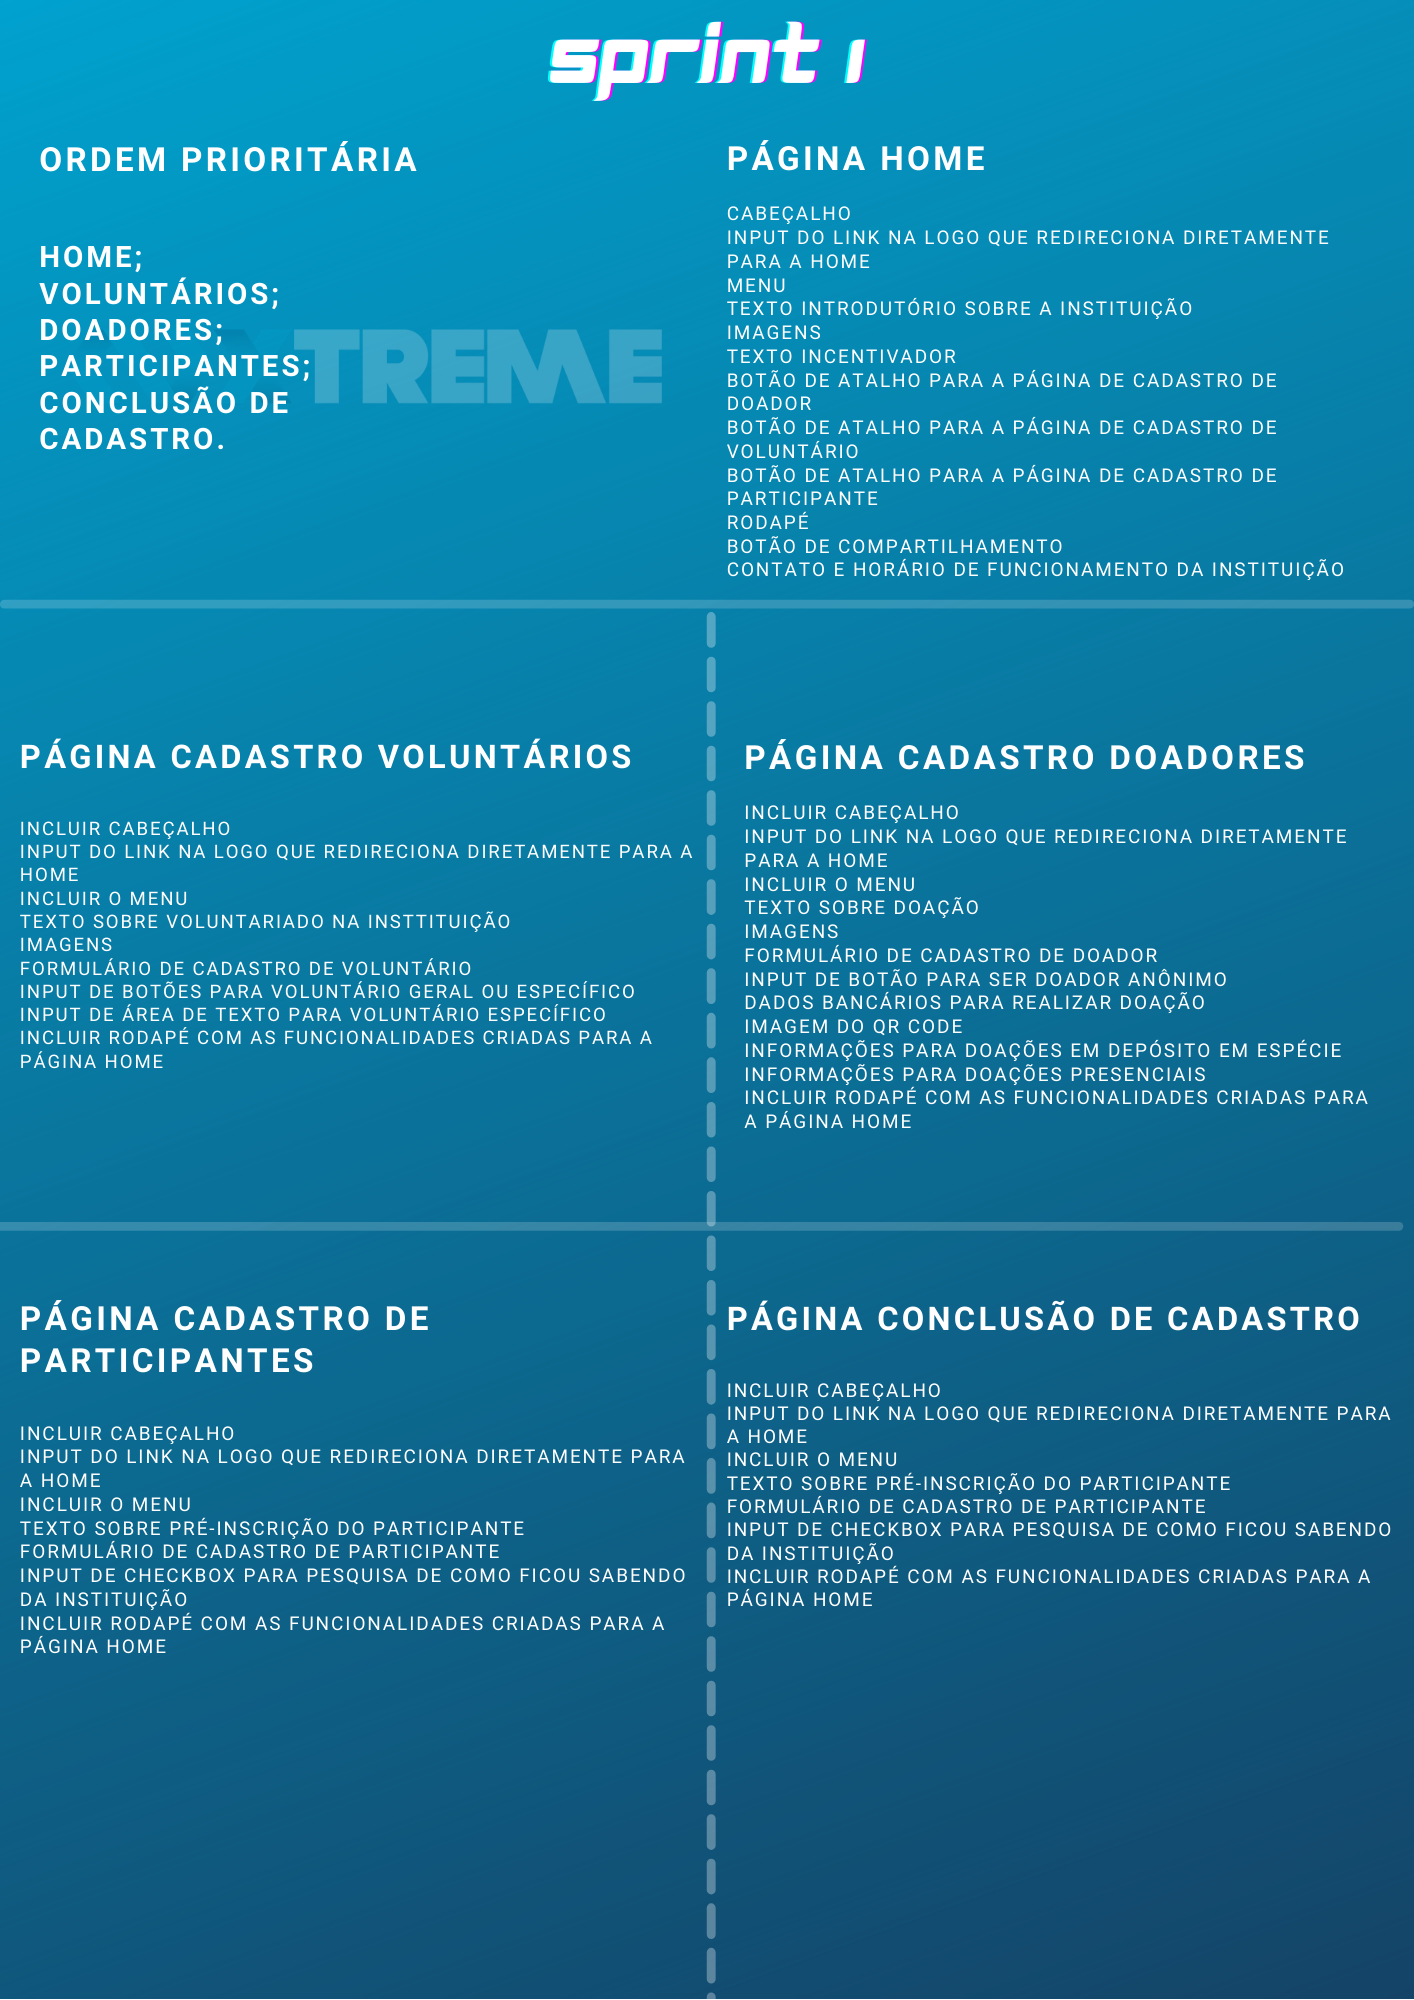 sprint 1
ORDEM PRIORITÁRIA
HOME;
VOLUNTÁRIOS;
DOADORES;
PARTICIPANTES;
CONCLUSÃO DE
CADASTRO.
XTREME
PÁGINA HOME
CABEÇALHO
INPUT DO LINK NA LOGO QUE REDIRECIONA DIRETAMENTE
PARA A HOME
MENU
TEXTO INTRODUTÓRIO SOBRE A INSTITUIÇÃO
IMAGENS
TEXTO INCENTIVADOR
BOTÃO DE ATALHO PARA A PÁGINA DE CADASTRO DE
DOADOR
BOTÃO DE ATALHO PARA A PÁGINA DE CADASTRO DE
VOLUNTÁRIO
BOTÃO DE ATALHO PARA A PÁGINA DE CADASTRO DE
PARTICIPANTE
RODAPÉ
BOTÃO DE COMPARTILHAMENTO
CONTATO E HORÁRIO DE FUNCIONAMENTO DA INSTITUIÇÃO
PÁGINA CADASTRO VOLUNTÁRIOS
INCLUIR CABEÇALHO
INPUT DO LINK NA LOGO QUE REDIRECIONA DIRETAMENTE PARA A
HOME
INCLUIR O MENU
TEXTO SOBRE VOLUNTARIADO NA INSTTITUIÇÃO
IMAGENS
FORMULÁRIO DE CADASTRO DE VOLUNTÁRIO
INPUT DE BOTÕES PARA VOLUNTÁRIO GERAL OU ESPECÍFICO
INPUT DE ÁREA DE TEXTO PARA VOLUNTÁRIO ESPECÍFICO
INCLUIR RODAPÉ COM AS FUNCIONALIDADES CRIADAS PARA A
PÁGINA HOME
PÁGINA CADASTRO DOADORES
INCLUIR CABEÇALHO
INPUT DO LINK NA LOGO QUE REDIRECIONA DIRETAMENTE
PARA A HOME
INCLUIR O MENU
TEXTO SOBRE DOAÇÃO
IMAGENS
FORMULÁRIO DE CADASTRO DE DOADOR
INPUT DE BOTÃO PARA SER DOADOR ANÔNIMO
DADOS BANCÁRIOS PARA REALIZAR DOAÇÃO
IMAGEM DO QR CODE
INFORMAÇÕES PARA DOAÇÕES EM DEPÓSITO EM ESPÉCIE
INFORMAÇÕES PARA DOAÇÕES PRESENCIAIS
INCLUIR RODAPÉ COM AS FUNCIONALIDADES CRIADAS PARA
A PÁGINA HOME
PÁGINA CADASTRO DE
PARTICIPANTES
INCLUIR CABEÇALHO
INPUT DO LINK NA LOGO QUE REDIRECIONA DIRETAMENTE PARA
A HOME
INCLUIR O MENU
TEXTO SOBRE PRÉ-INSCRIÇÃO DO PARTICIPANTE
FORMULÁRIO DE CADASTRO DE PARTICIPANTE
INPUT DE CHECKBOX PARA PESQUISA DE COMO FICOU SABENDO
DA INSTITUIÇÃO
INCLUIR RODAPÉ COM AS FUNCIONALIDADES CRIADAS PARA A
PÁGINA HOME
PÁGINA CONCLUSÃO DE CADASTRO
INCLUIR CABEÇALHO
INPUT DO LINK NA LOGO QUE REDIRECIONA DIRETAMENTE PARA
A HOME
INCLUIR O MENU
TEXTO SOBRE PRÉ-INSCRIÇÃO DO PARTICIPANTE
FORMULÁRIO DE CADASTRO DE PARTICIPANTE
INPUT DE CHECKBOX PARA PESQUISA DE COMO FICOU SABENDO
DA INSTITUIÇÃO
INCLUIR RODAPÉ COM AS FUNCIONALIDADES CRIADAS PARA A
PÁGINA HOME